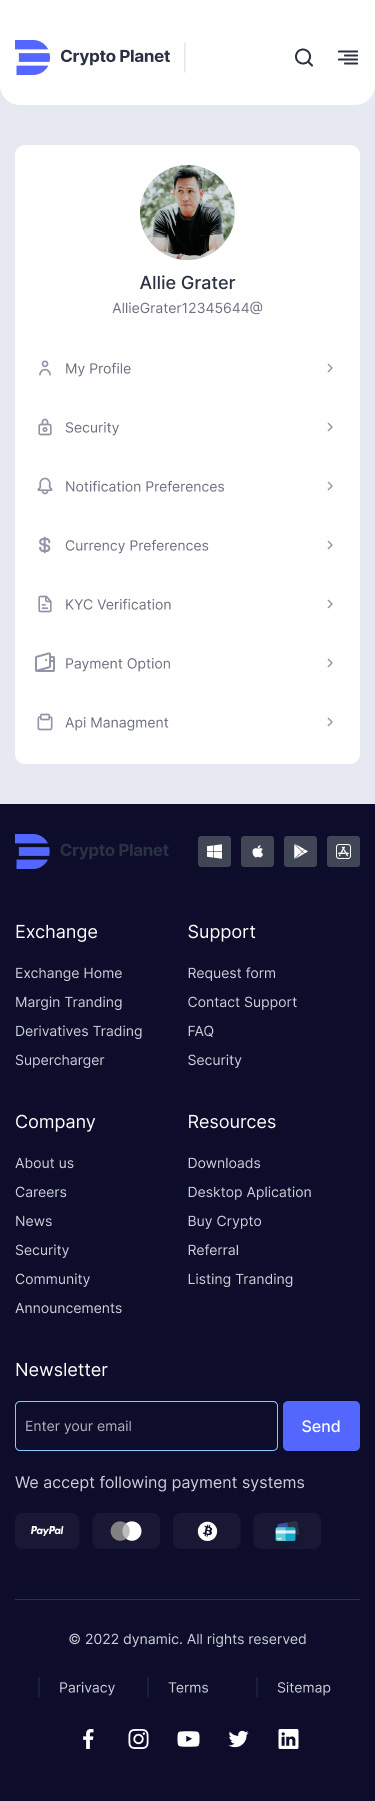 Crypto Planet
Allie Grater
AllieGrater12345644@
My Profile
Security
Notification Preferences
Currency Preferences
KYC Verification
Payment Option
Api Managment
Crypto Planet
Exchange
Exchange Home
Margin Tranding
Derivatives Trading
Supercharger
Support
Request form
Contact Support
FAQ
Security
Company
About us
Careers
News
Security
Community
Announcements
Resources
Downloads
Desktop Aplication
Buy Crypto
Referral
Listing Tranding
Newsletter
Enter your email
Send
We accept following payment systems
PayPal
© 2022 dynamic. All rights reserved
Parivacy
Terms
Sitemap